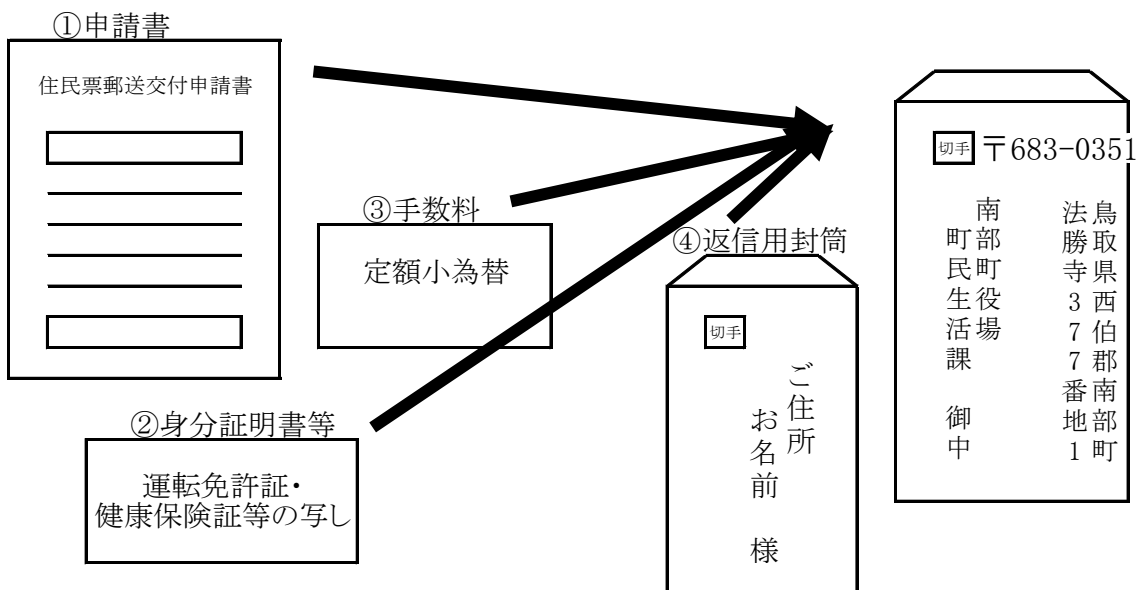 ①申請書
住民票郵送交付申請書
③手数料
定額小為替
②身分証明書等
運転免許証・
健康保険証等の写し
④返信用封筒
切手
ご住所
お名前　様
切手
〒683-0351
鳥取県西伯郡南部町
法勝寺377番地1
南部町役場
町民生活課　御中